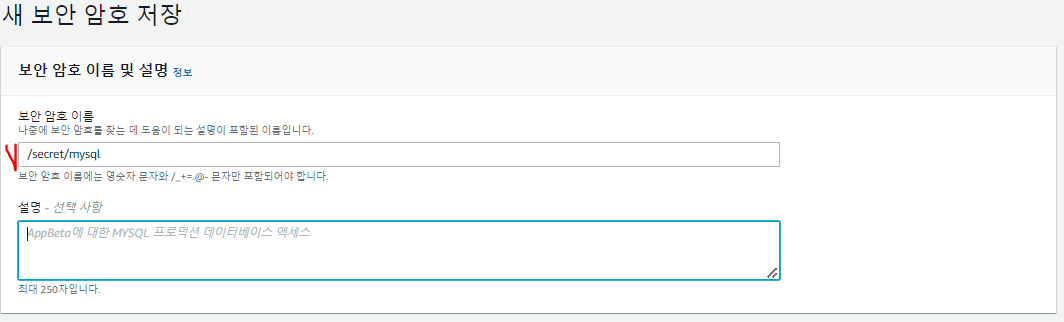 새 보안 암호 저장
보안 암호 이름 및 설명 정보
보안 암호 이름
나중에 보안 암호를 찾는 데 도움이 되는 설명이 포함된 이름입니다.
/secret/mysql
보안 암호 이름에는 영숫자 문자와 /_+=.@- 문자만 포함되어야 합니다.
설명 - 선택 사항
AppBeta에 대한 MYSQL 프로덕션 데이터베이스 액세스
최대 250자입니다.